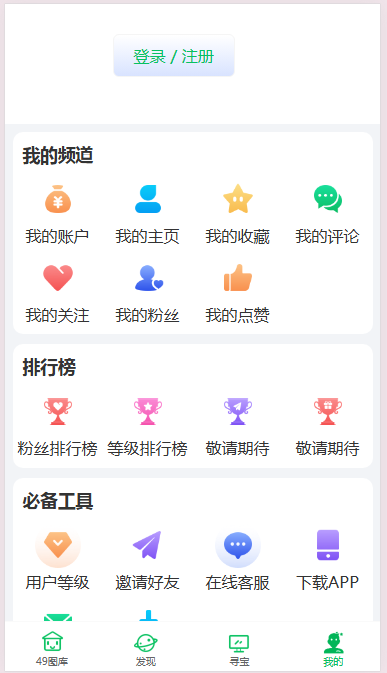 登录 / 注册
我的频道
我的账户 我的主页 我的收藏 我的评论
我的关注 我的粉丝 我的点赞
排行榜
粉丝排行榜 等级排行榜 敬请期待 敬请期待
必备工具
用户等级 邀请好友 在线客服 下载APP
49图库 发现 寻宝 我的